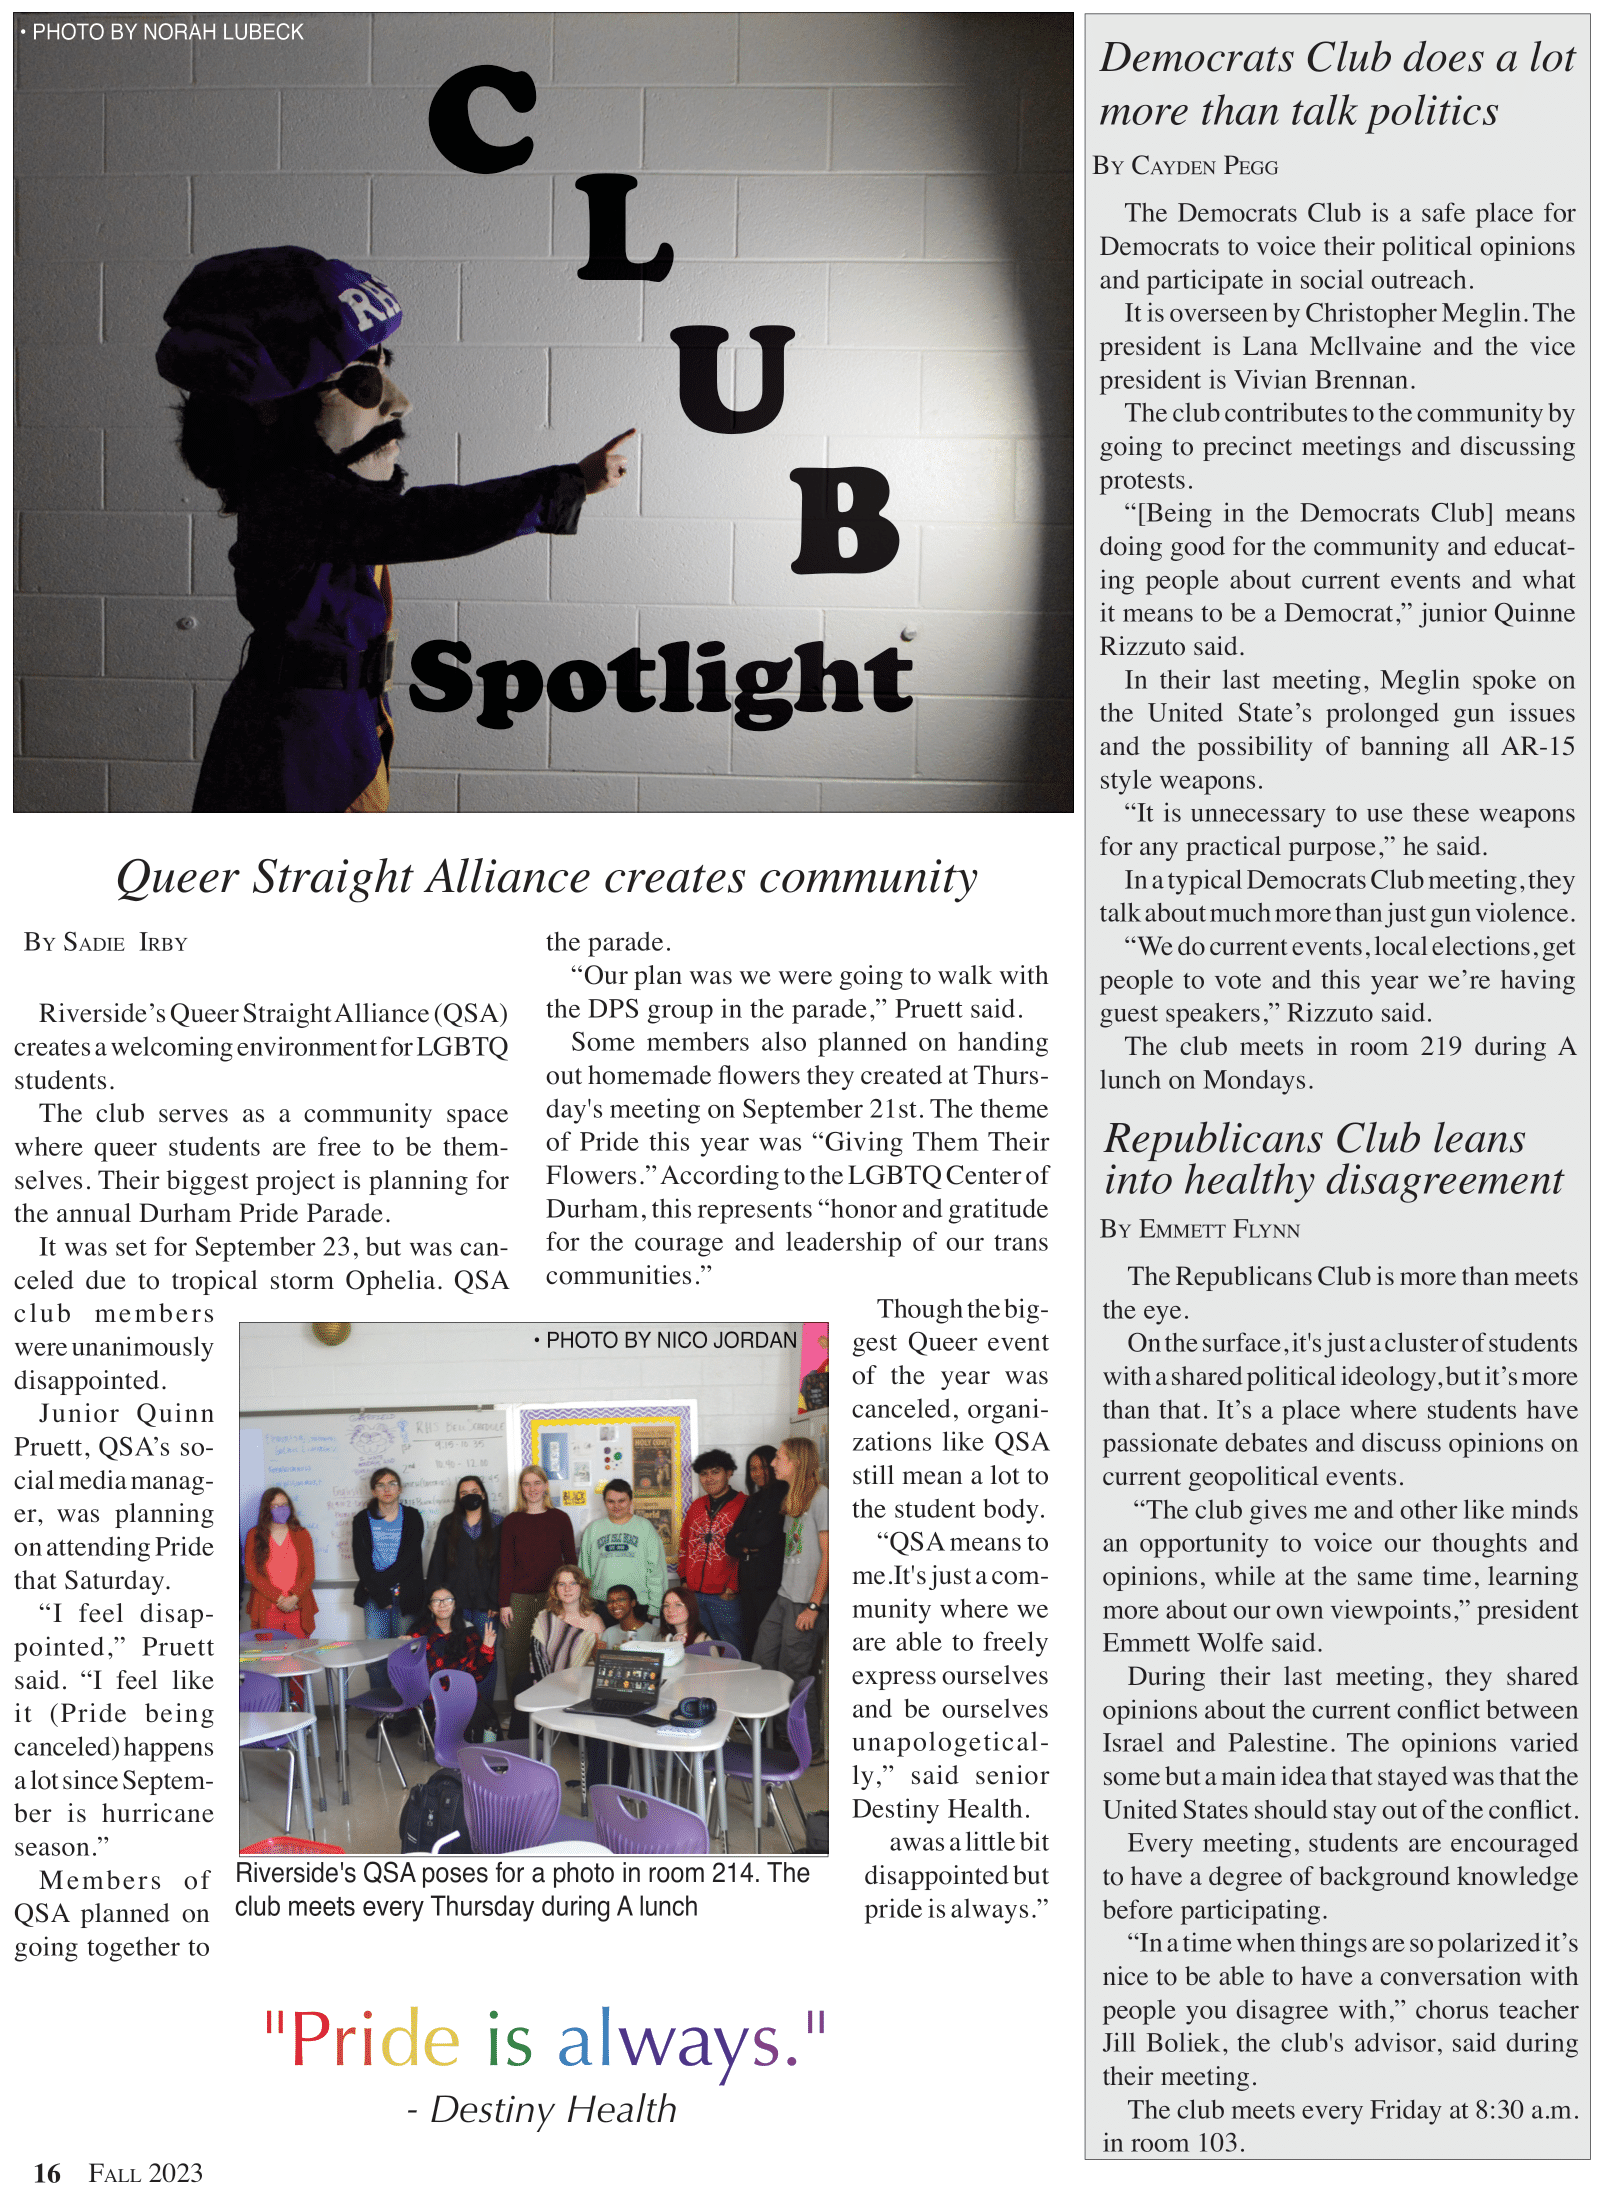 • PHOTO BY NORAH LUBECK
C
L
U
B
Spotlight
RH
Queer Straight Alliance creates community
By Sadie Irby
Riverside’s Queer Straight Alliance (QSA)
creates a welcoming environment for LGBTQ
students.
The club serves as a community space
where queer students are free to be them-
selves. Their biggest project is planning for
the annual Durham Pride Parade.
It was set for September 23, but was can-
celed due to tropical storm Ophelia. QSA
club members
were unanimously
disappointed.
Junior Quinn
Pruett, QSA’s so-
cial media manag-
er, was planning
on attending Pride
that Saturday.
“I feel disap-
pointed,” Pruett
said. “I feel like
it (Pride being
canceled) happens
a lot since Septem-
ber is hurricane
season.”
Members of
QSA planned on
going together to
the parade.
“Our plan was we were going to walk with
the DPS group in the parade,” Pruett said.
Some members also planned on handing
out homemade flowers they created at Thurs-
day's meeting on September 21st. The theme
of Pride this year was “Giving Them Their
Flowers.” According to the LGBTQ Center of
Durham, this represents “honor and gratitude
for the courage and leadership of our trans
communities.”
Though the big-
gest Queer event
of the year was
canceled, organi-
zations like QSA
still mean a lot to
the student body.
“QSA means to
me.It's just a com-
munity where we
are able to freely
express ourselves
and be ourselves
unapologetical-
ly,” said senior
Destiny Health.
awas a little bit
disappointed but
pride is always.”
• PHOTO BY NICO JORDAN
R.H.S. BELL SCHEDULE
Riverside's QSA poses for a photo in room 214. The
club meets every Thursday during A lunch
"Pride is always."
- Destiny Health
16 Fall 2023
Democrats Club does a lot
more than talk politics
By Cayden Pegg
The Democrats Club is a safe place for
Democrats to voice their political opinions
and participate in social outreach.
It is overseen by Christopher Meglin. The
president is Lana Mcllvaine and the vice
president is Vivian Brennan.
The club contributes to the community by
going to precinct meetings and discussing
protests.
“[Being in the Democrats Club] means
doing good for the community and educat-
ing people about current events and what
it means to be a Democrat,” junior Quinne
Rizzuto said.
In their last meeting, Meglin spoke on
the United State’s prolonged gun issues
and the possibility of banning all AR-15
style weapons.
“It is unnecessary to use these weapons
for any practical purpose,” he said.
In a typical Democrats Club meeting, they
talk about much more than just gun violence.
“We do current events, local elections, get
people to vote and this year we’re having
guest speakers,” Rizzuto said.
The club meets in room 219 during A
lunch on Mondays.
Republicans Club leans
into healthy disagreement
By Emmett Flynn
The Republicans Club is more than meets
the eye.
On the surface, it's just a cluster of students
with a shared political ideology, but it’s more
than that. It’s a place where students have
passionate debates and discuss opinions on
current geopolitical events.
“The club gives me and other like minds
an opportunity to voice our thoughts and
opinions, while at the same time, learning
more about our own viewpoints,” president
Emmett Wolfe said.
During their last meeting, they shared
opinions about the current conflict between
Israel and Palestine. The opinions varied
some but a main idea that stayed was that the
United States should stay out of the conflict.
Every meeting, students are encouraged
to have a degree of background knowledge
before participating.
“In a time when things are so polarized it’s
nice to be able to have a conversation with
people you disagree with,” chorus teacher
Jill Boliek, the club's advisor, said during
their meeting.
The club meets every Friday at 8:30 a.m.
in room 103.